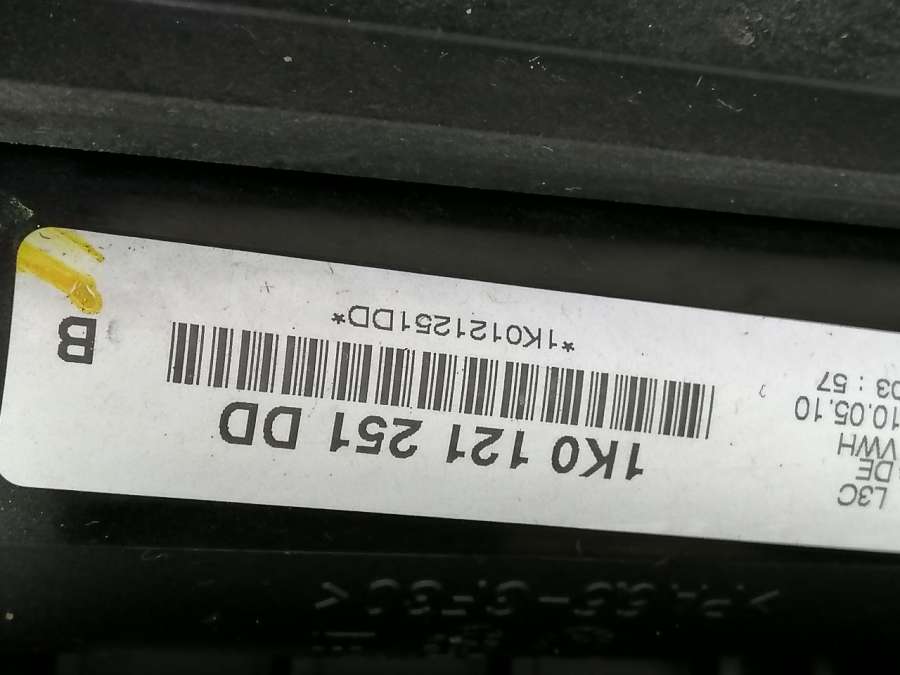 L3C
DE
VWH
10.05.10
03 : 57
1K0 121 251 DD
*1K0121251DD*
B